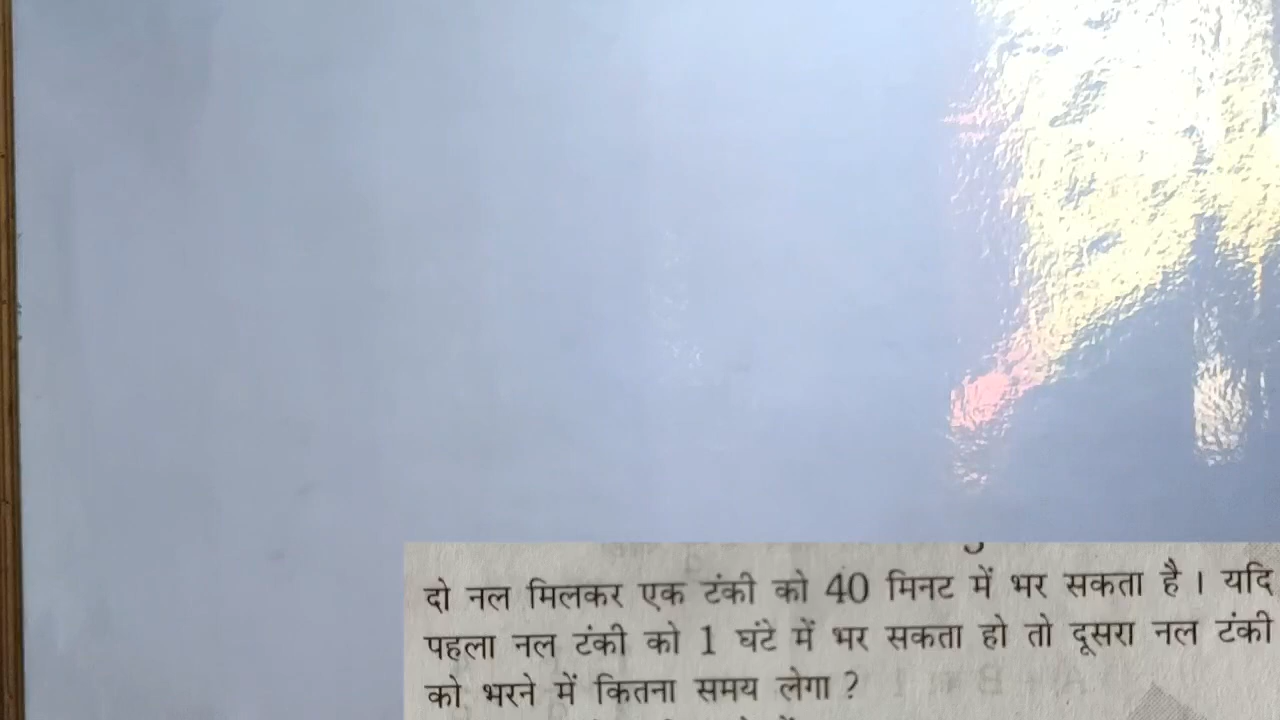 दो नल मिलकर एक टंकी को 40 मिनट में भर सकता है । यदि
पहला नल टंकी को 1 घंटे में भर सकता हो तो दूसरा नल टंकी
को भरने में कितना समय लेगा ?